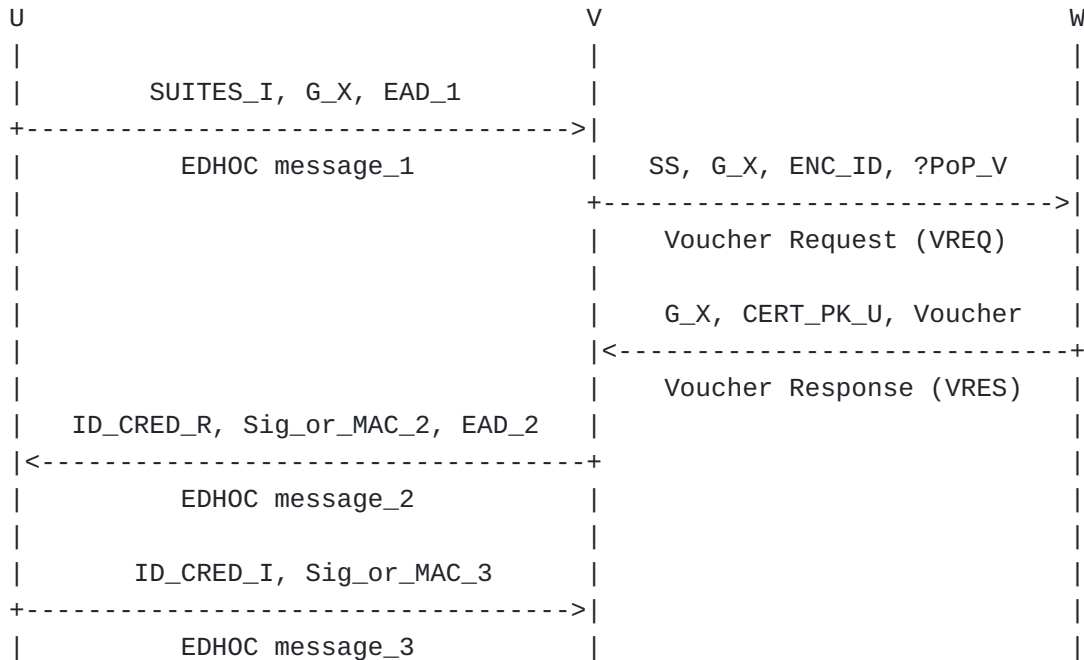 U V W
SUITES_I, G_X, EAD_1
EDHOC message_1
SS, G_X, ENC_ID, ?PoP_V
Voucher Request (VREQ)
G_X, CERT_PK_U, Voucher
Voucher Response (VRES)
ID_CRED_R, Sig_or_MAC_2, EAD_2
EDHOC message_2
ID_CRED_I, Sig_or_MAC_3
EDHOC message_3